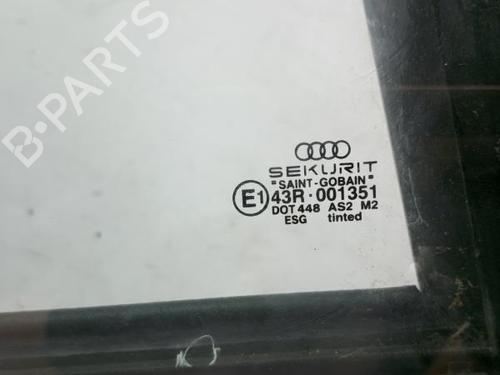 B-Parts
SEKURIT
"SAINT-GOBAIN"
E1 43R-001351
DOT 448 AS2 M2
ESG tinted